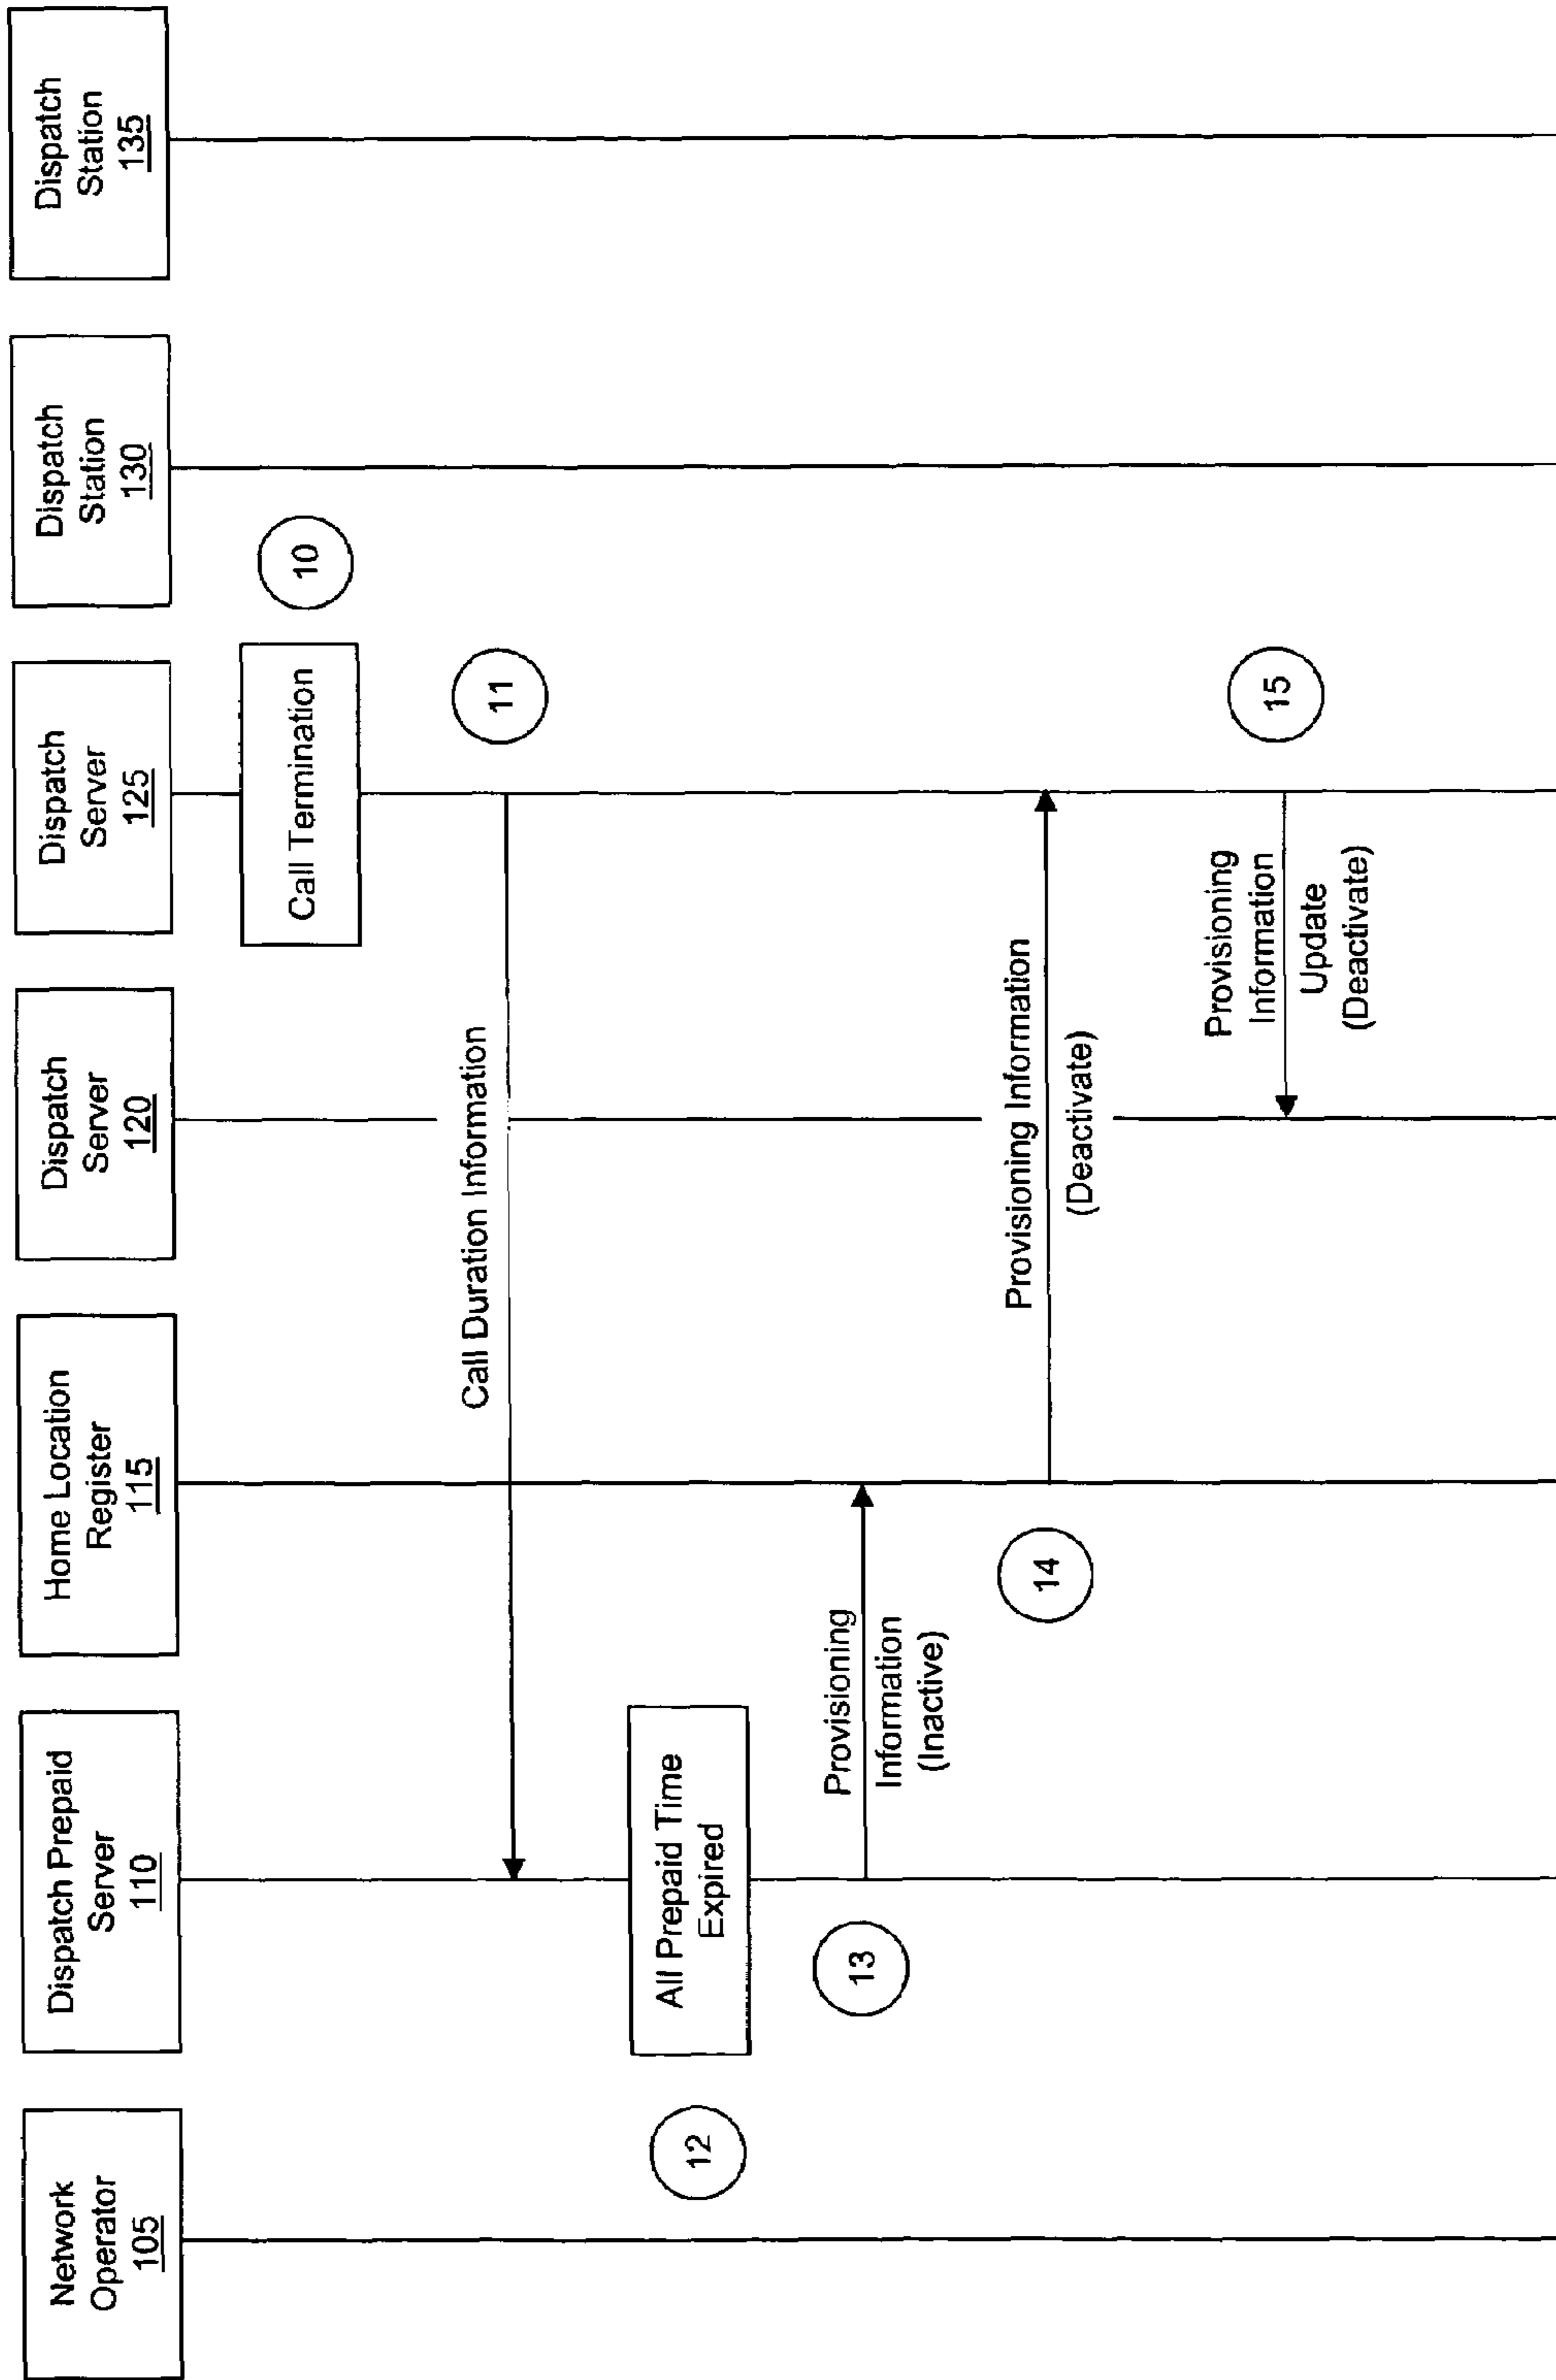 Network
Operator
105
Dispatch Prepaid
Server
110
Home Location
Register
115
Dispatch
Server
120
Dispatch
Server
125
Dispatch
Station
130
Dispatch
Station
135
Call Termination
10
Call Duration Information
11
12
All Prepaid Time
Expired
13
Provisioning
Information
(Inactive)
14
Provisioning Information
(Deactivate)
15
Provisioning
Information
Update
(Deactivate)